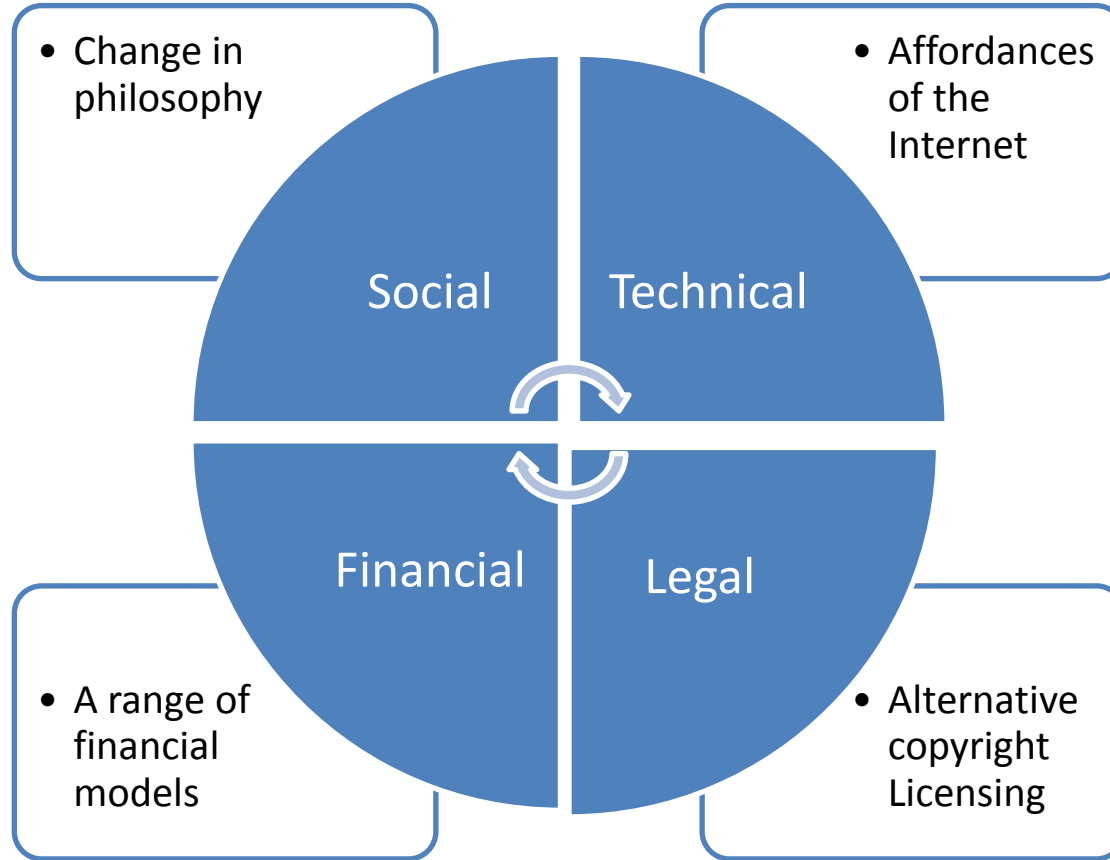 • Change in
philosophy
• Affordances
of the
Internet
Social
Technical
Financial
Legal
• A range of
financial
models
• Alternative
copyright
Licensing